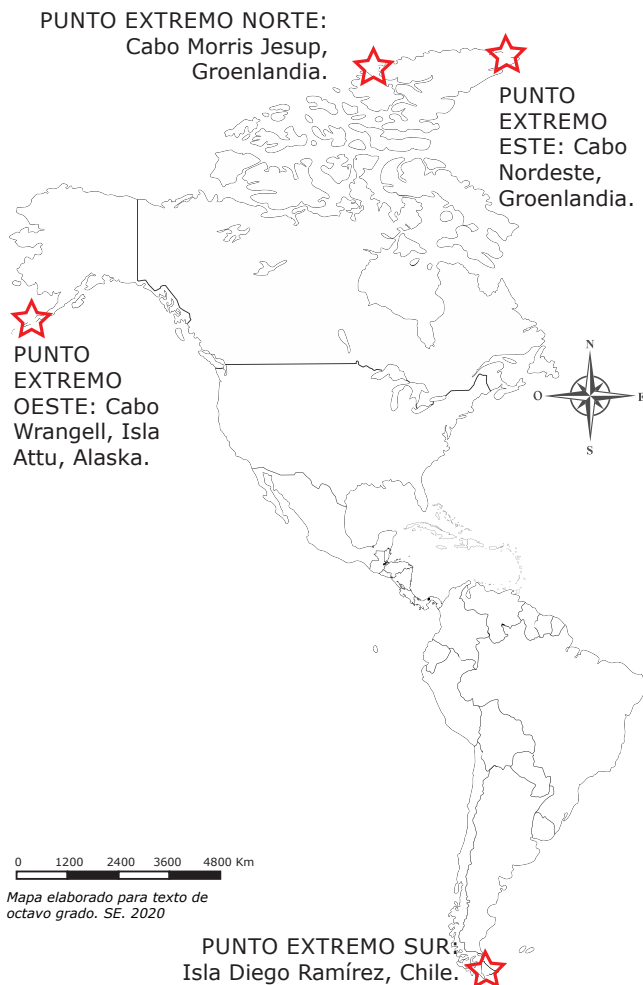 PUNTO EXTREMO NORTE:
Cabo Morris Jesup,
Groenlandia.
PUNTO
EXTREMO
ESTE: Cabo
Nordeste,
Groenlandia.
PUNTO
EXTREMO
OESTE: Cabo
Wrangell, Isla
Attu, Alaska.
N
O
E
S
0 1200 2400 3600 4800 Km
Mapa elaborado para texto de
octavo grado. SE. 2020
PUNTO EXTREMO SUR:
Isla Diego Ramírez, Chile.